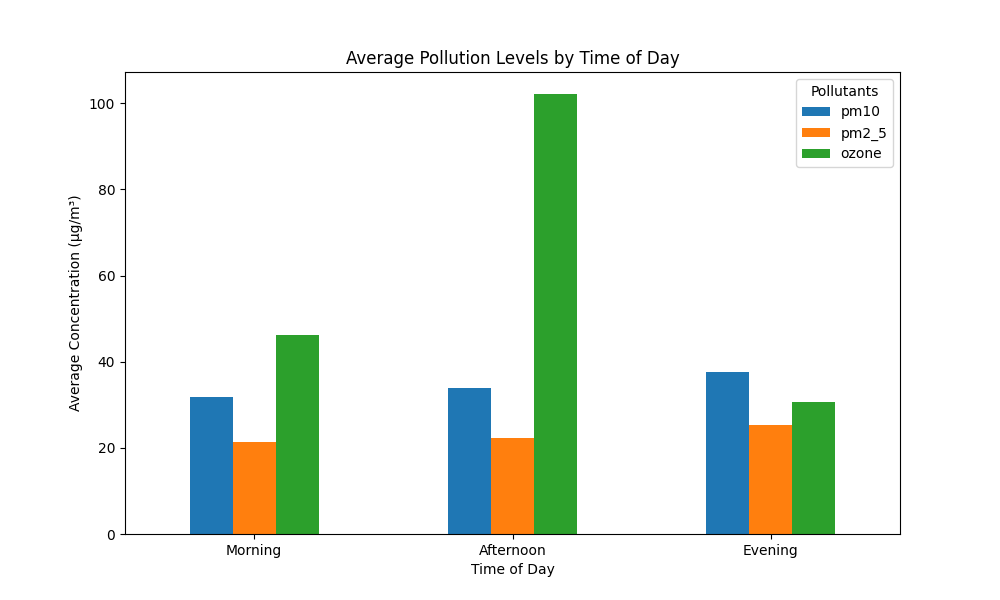 Average Pollution Levels by Time of Day
Pollutants
pm10
pm2_5
ozone
Average Concentration (µg/m³)
100
80
60
40
20
0
Morning
Afternoon
Evening
Time of Day